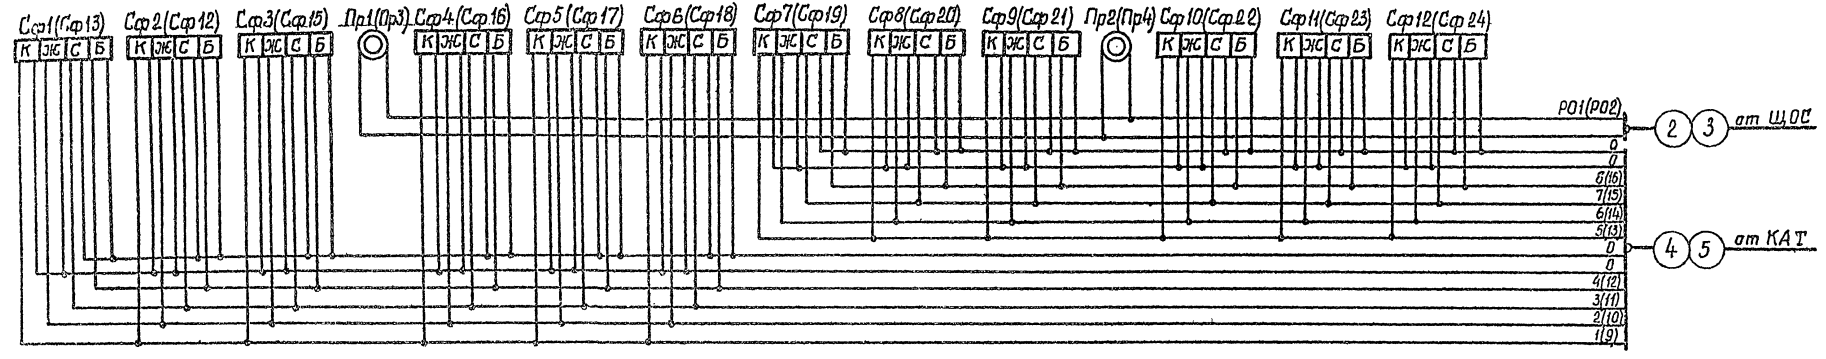 Сф1(Сф13) Сф2(Сф12) Сф3(Сф15) Пр1(Пр3) Сф4(Сф16) Сф5(Сф17) Сф6(Сф18) Сф7(Сф19) Сф8(Сф20) Сф9(Сф21) Пр2(Пр4) Сф10(Сф22) Сф11(Сф23) Сф12(Сф24)
К Ж С Б К Ж С Б К Ж С Б К Ж С Б К Ж С Б К Ж С Б К Ж С Б К Ж С Б К Ж С Б К Ж С Б К Ж С Б К Ж С Б
РО1(РО2)
2 3 от ЩОС
0
0
8(16)
7(15)
6(14)
5(13)
0
4 5 от КАТ
0
4(12)
3(11)
2(10)
1(9)